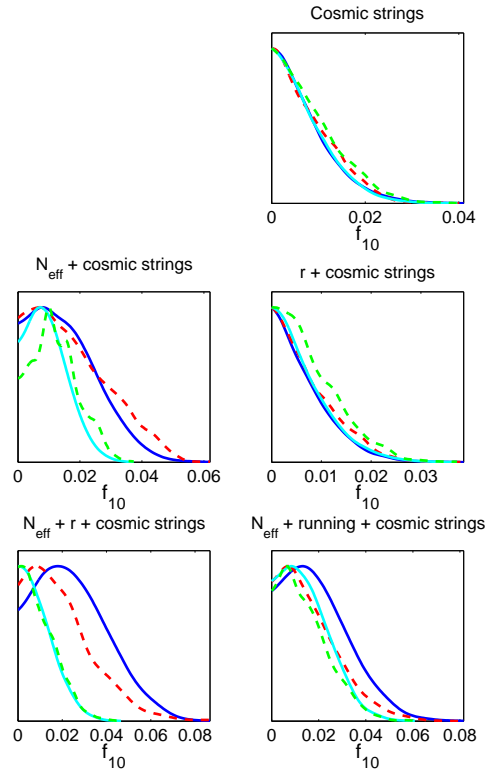 Cosmic strings
0 0.02 0.04
f10
Neff + cosmic strings
r + cosmic strings
0 0.02 0.04 0.06
0 0.01 0.02 0.03
f10
f10
Neff + r + cosmic strings
Neff + running + cosmic strings
0 0.02 0.04 0.06 0.08
0 0.02 0.04 0.06 0.08
f10
f10